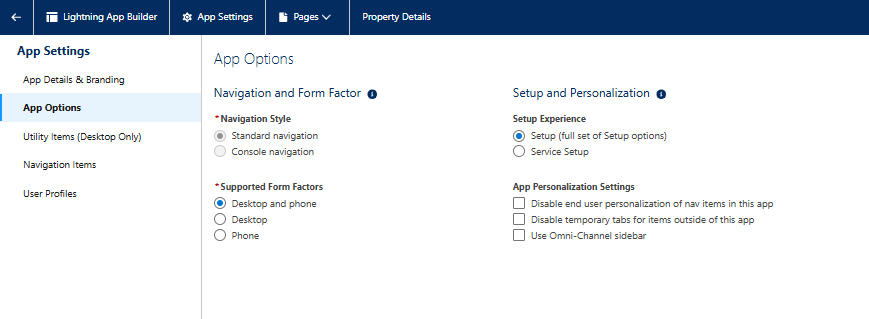 Lightning App Builder
App Settings
Pages
Property Details
App Settings
App Details & Branding
App Options
Utility Items (Desktop Only)
Navigation Items
User Profiles
App Options
Navigation and Form Factor
*Navigation Style
Standard navigation
Console navigation
*Supported Form Factors
Desktop and phone
Desktop
Phone
Setup and Personalization
Setup Experience
Setup (full set of Setup options)
Service Setup
App Personalization Settings
Disable end user personalization of nav items in this app
Disable temporary tabs for items outside of this app
Use Omni-Channel sidebar